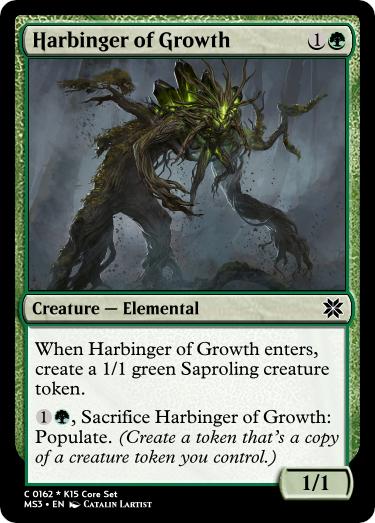 Harbinger of Growth 1
Creature — Elemental
When Harbinger of Growth enters,
create a 1/1 green Saproling creature
token.
1, Sacrifice Harbinger of Growth:
Populate. (Create a token that's a copy
of a creature token you control.)
1/1
C 0162 * K15 Core Set
MS3 • EN Catalin Lartist